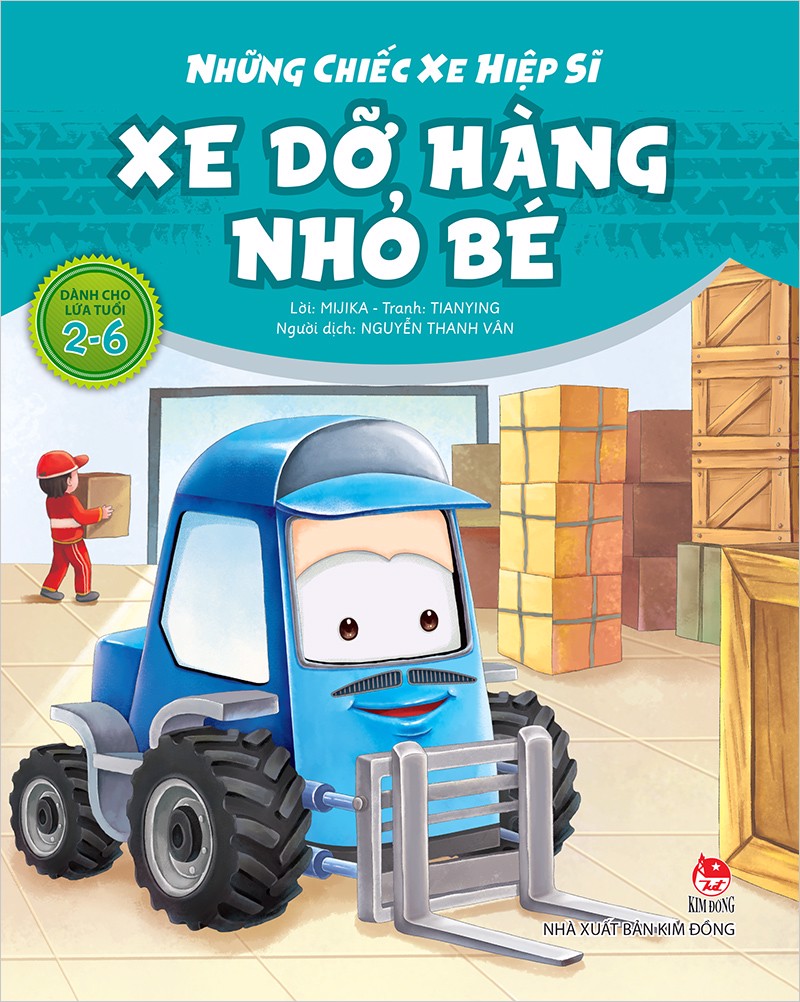 NHỮNG CHIẾC XE HIỆP SĨ
XE DỠ HÀNG
NHỎ BÉ
Lời: MIJIKA - Tranh: TIANYING
Người dịch: NGUYỄN THANH VÂN
DÀNH CHO
LỨA TUỔI
2-6
KIM ĐỒNG
NHÀ XUẤT BẢN KIM ĐỒNG